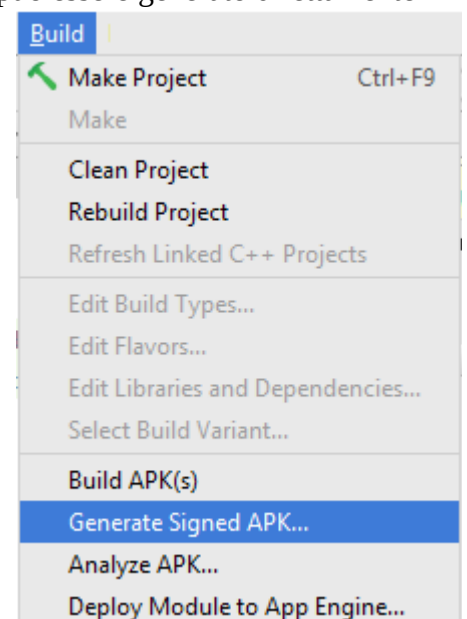 Build
Make Project Ctrl+F9
Make
Clean Project
Rebuild Project
Refresh Linked C++ Projects
Edit Build Types...
Edit Flavors...
Edit Libraries and Dependencies...
Select Build Variant...
Build APK(s)
Generate Signed APK...
Analyze APK...
Deploy Module to App Engine...